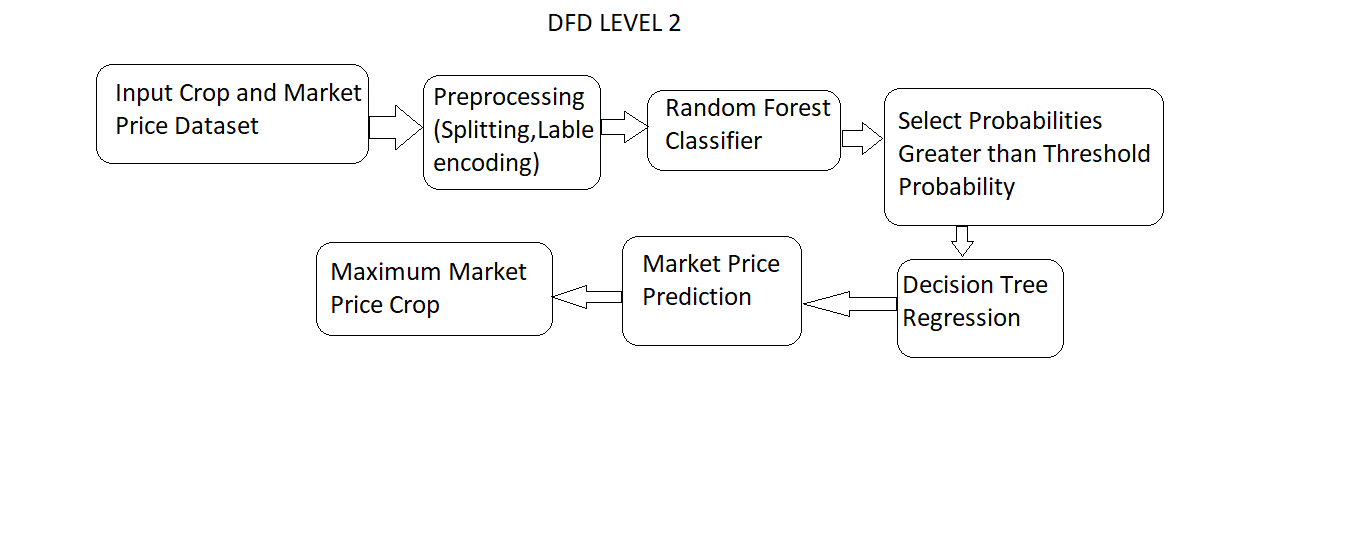 DFD LEVEL 2
Input Crop and Market
Price Dataset
Preprocessing
(Splitting,Lable
encoding)
Random Forest
Classifier
Select Probabilities
Greater than Threshold
Probability
Decision Tree
Regression
Market Price
Prediction
Maximum Market
Price Crop